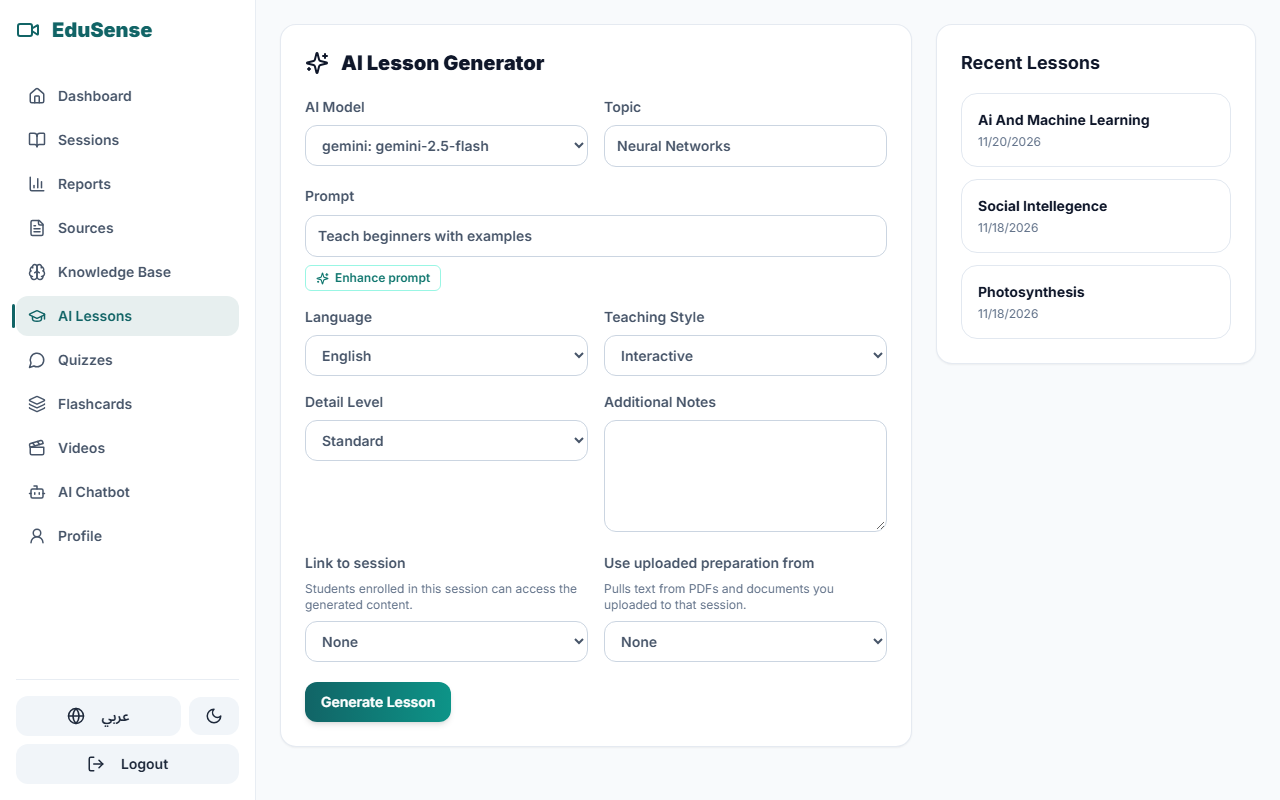 EduSense
Dashboard
Sessions
Reports
Sources
Knowledge Base
AI Lessons
Quizzes
Flashcards
Videos
AI Chatbot
Profile
عربي
Logout
AI Lesson Generator
AI Model
Topic
gemini: gemini-2.5-flash
Neural Networks
Prompt
Teach beginners with examples
Enhance prompt
Language
Teaching Style
English
Interactive
Detail Level
Additional Notes
Standard
Link to session
Use uploaded preparation from
Students enrolled in this session can access the
generated content.
Pulls text from PDFs and documents you
uploaded to that session.
None
None
Generate Lesson
Recent Lessons
Ai And Machine Learning
11/20/2026
Social Intellegence
11/18/2026
Photosynthesis
11/18/2026